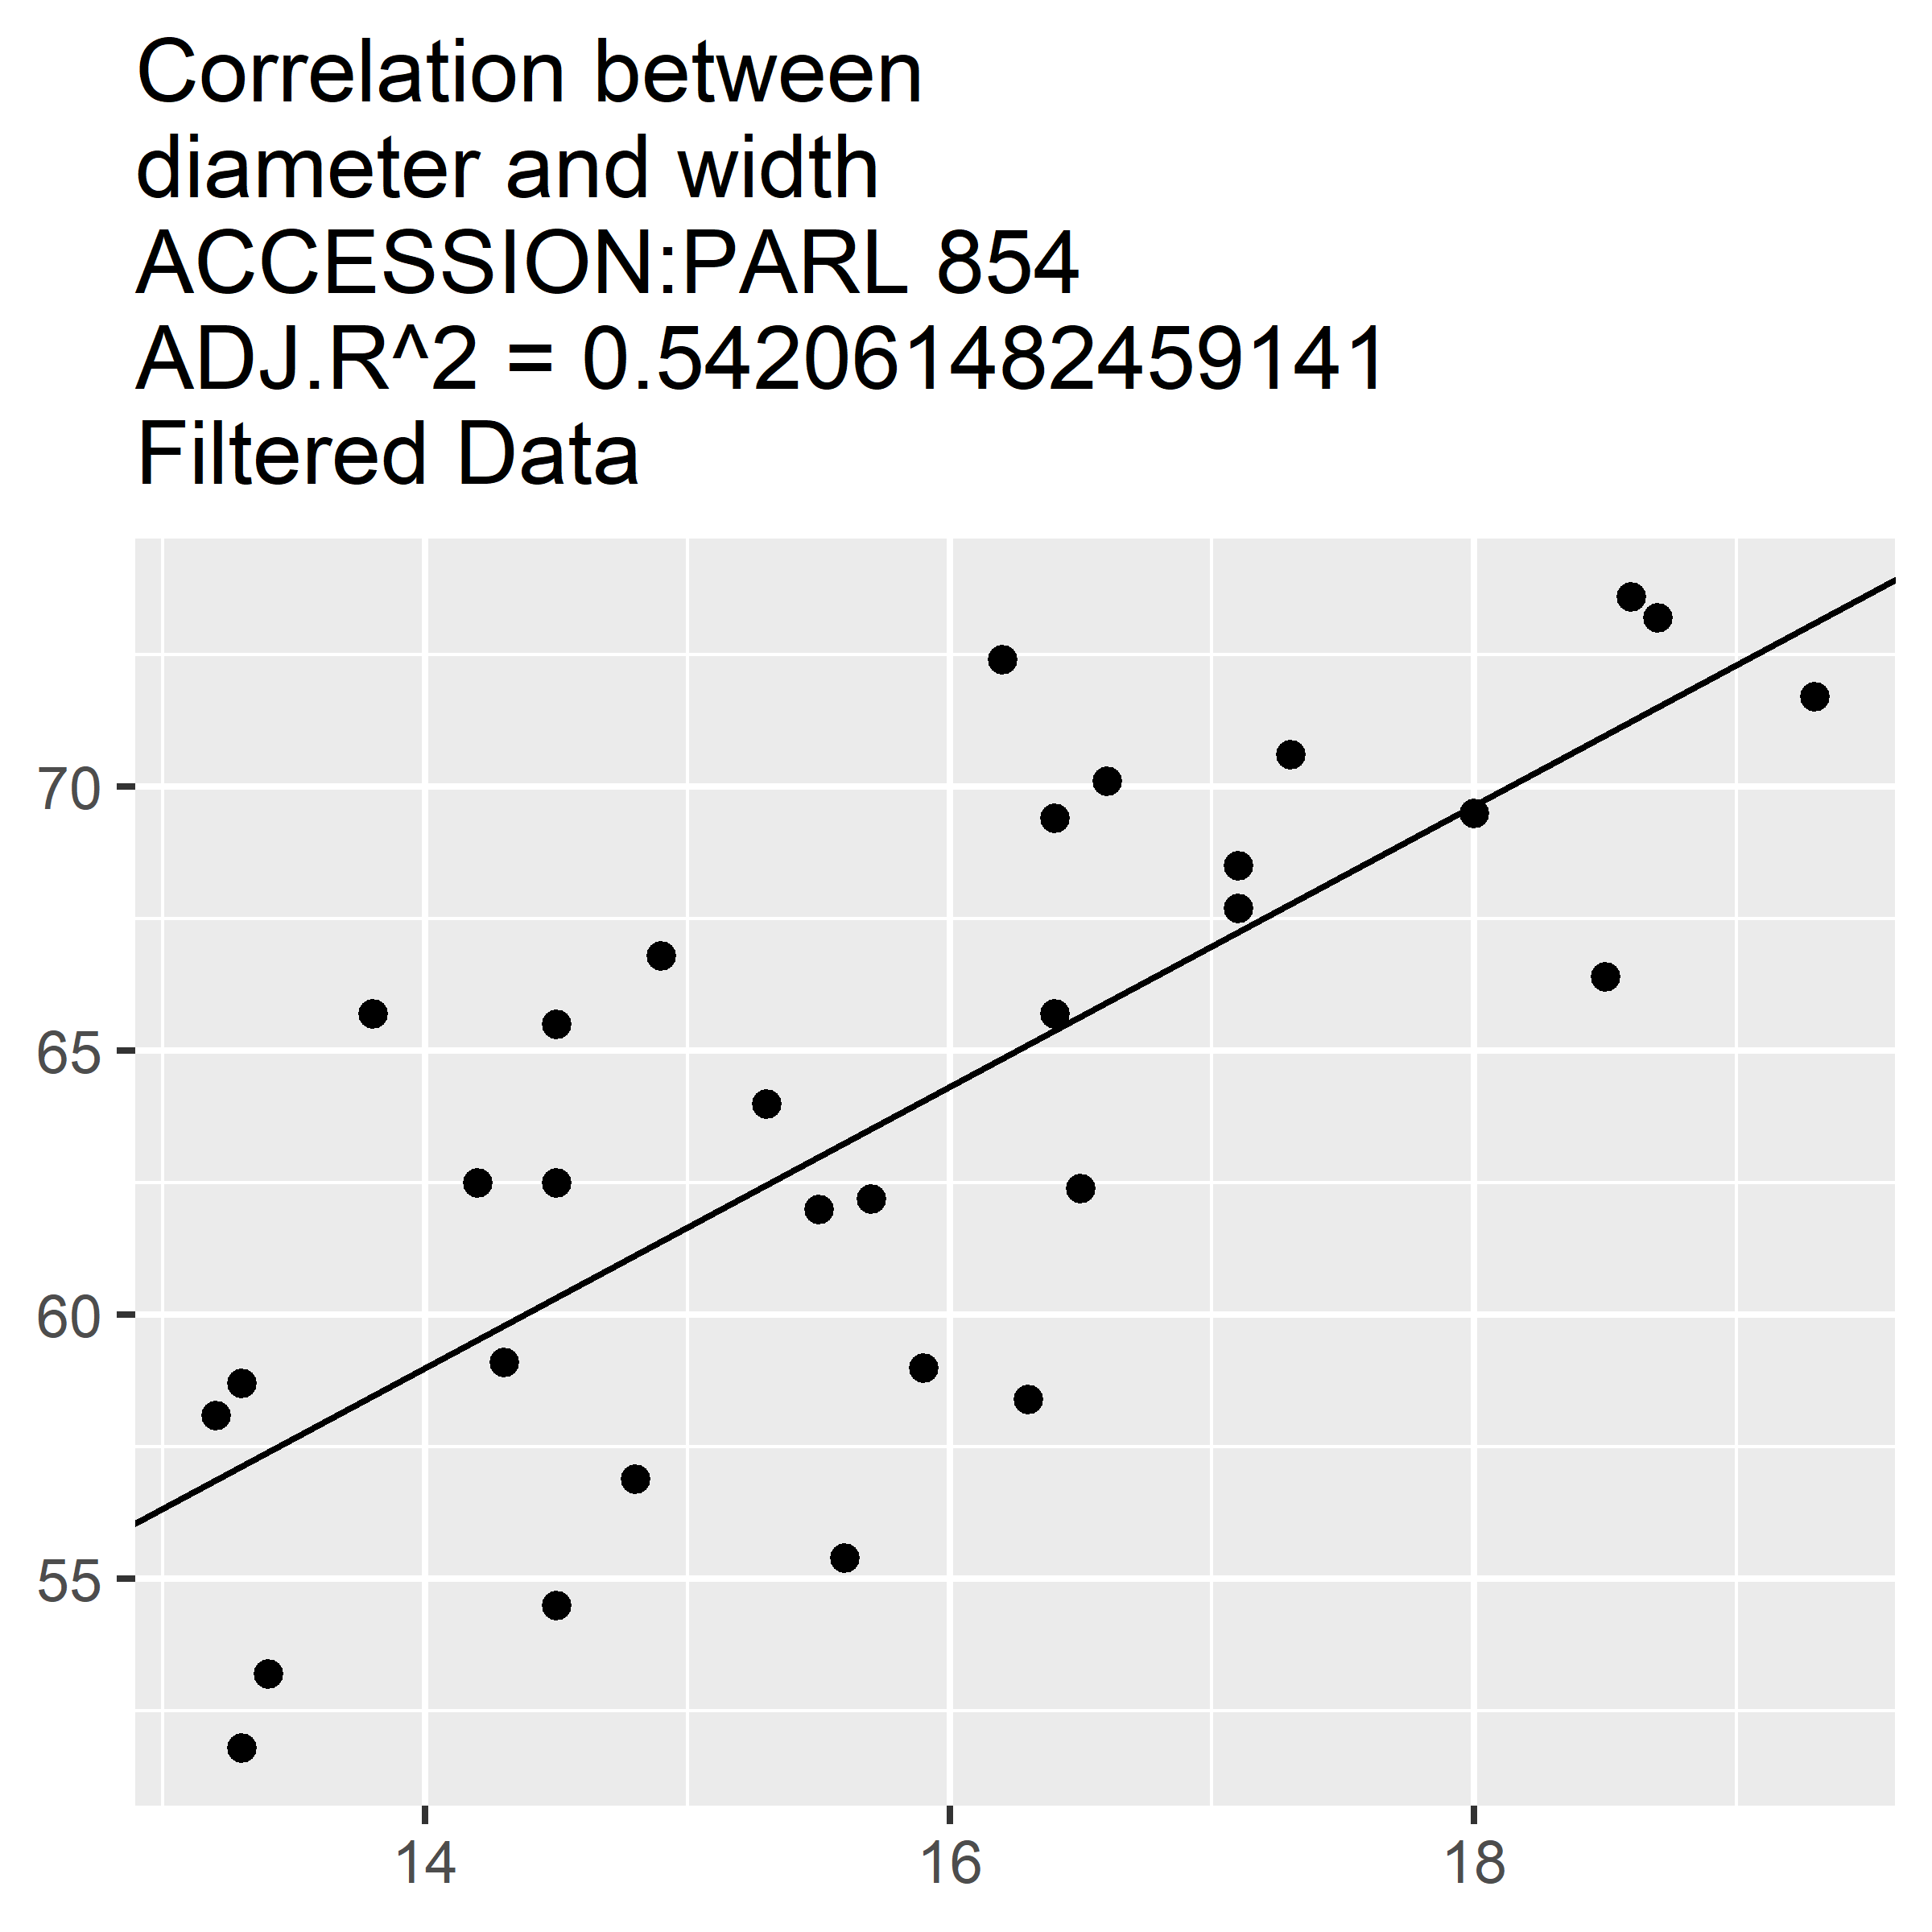 Correlation between
diameter and width
ACCESSION:PARL 854
ADJ.R^2 = 0.542061482459141
Filtered Data
70
65
60
55
14 16 18